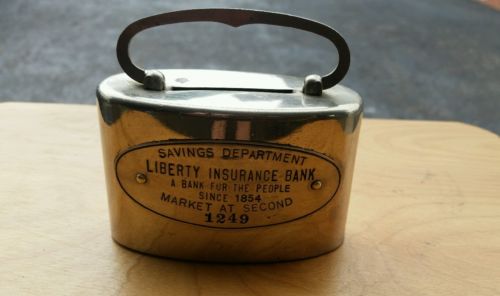 SAVINGS DEPARTMENT
LIBERTY INSURANCE BANK
A BANK FOR THE PEOPLE
SINCE 1854
MARKET AT SECOND
1249